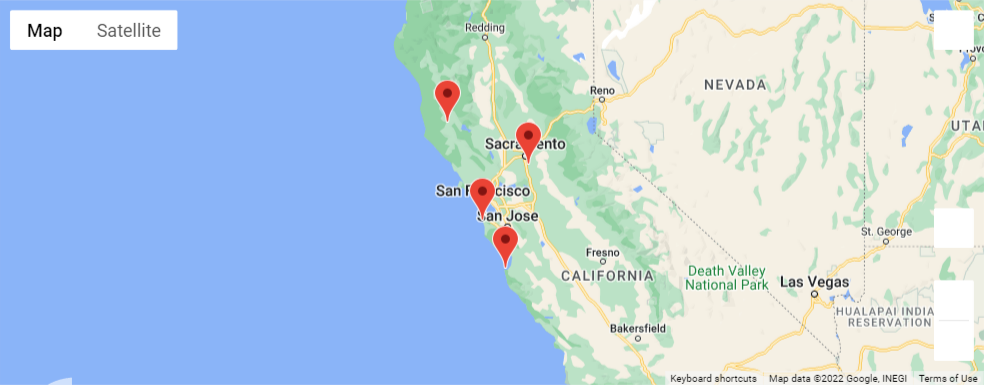 Map
Satellite
Redding
Reno
NEVADA
Sacramento
San Francisco
San Jose
Fresno
CALIFORNIA
Death Valley
National Park
Las Vegas
St. George
HUALAPAI INDIA
RESERVATION
Bakersfield
UTA
Keyboard shortcuts
Map data ©2022 Google, INEGI
Terms of Use